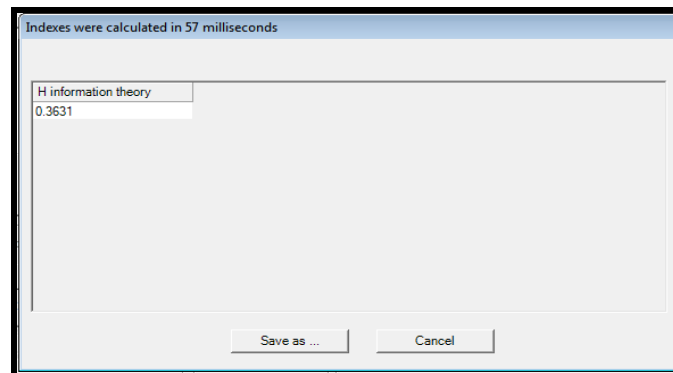 Indexes were calculated in 57 milliseconds
H information theory
0.3631
Save as ...
Cancel